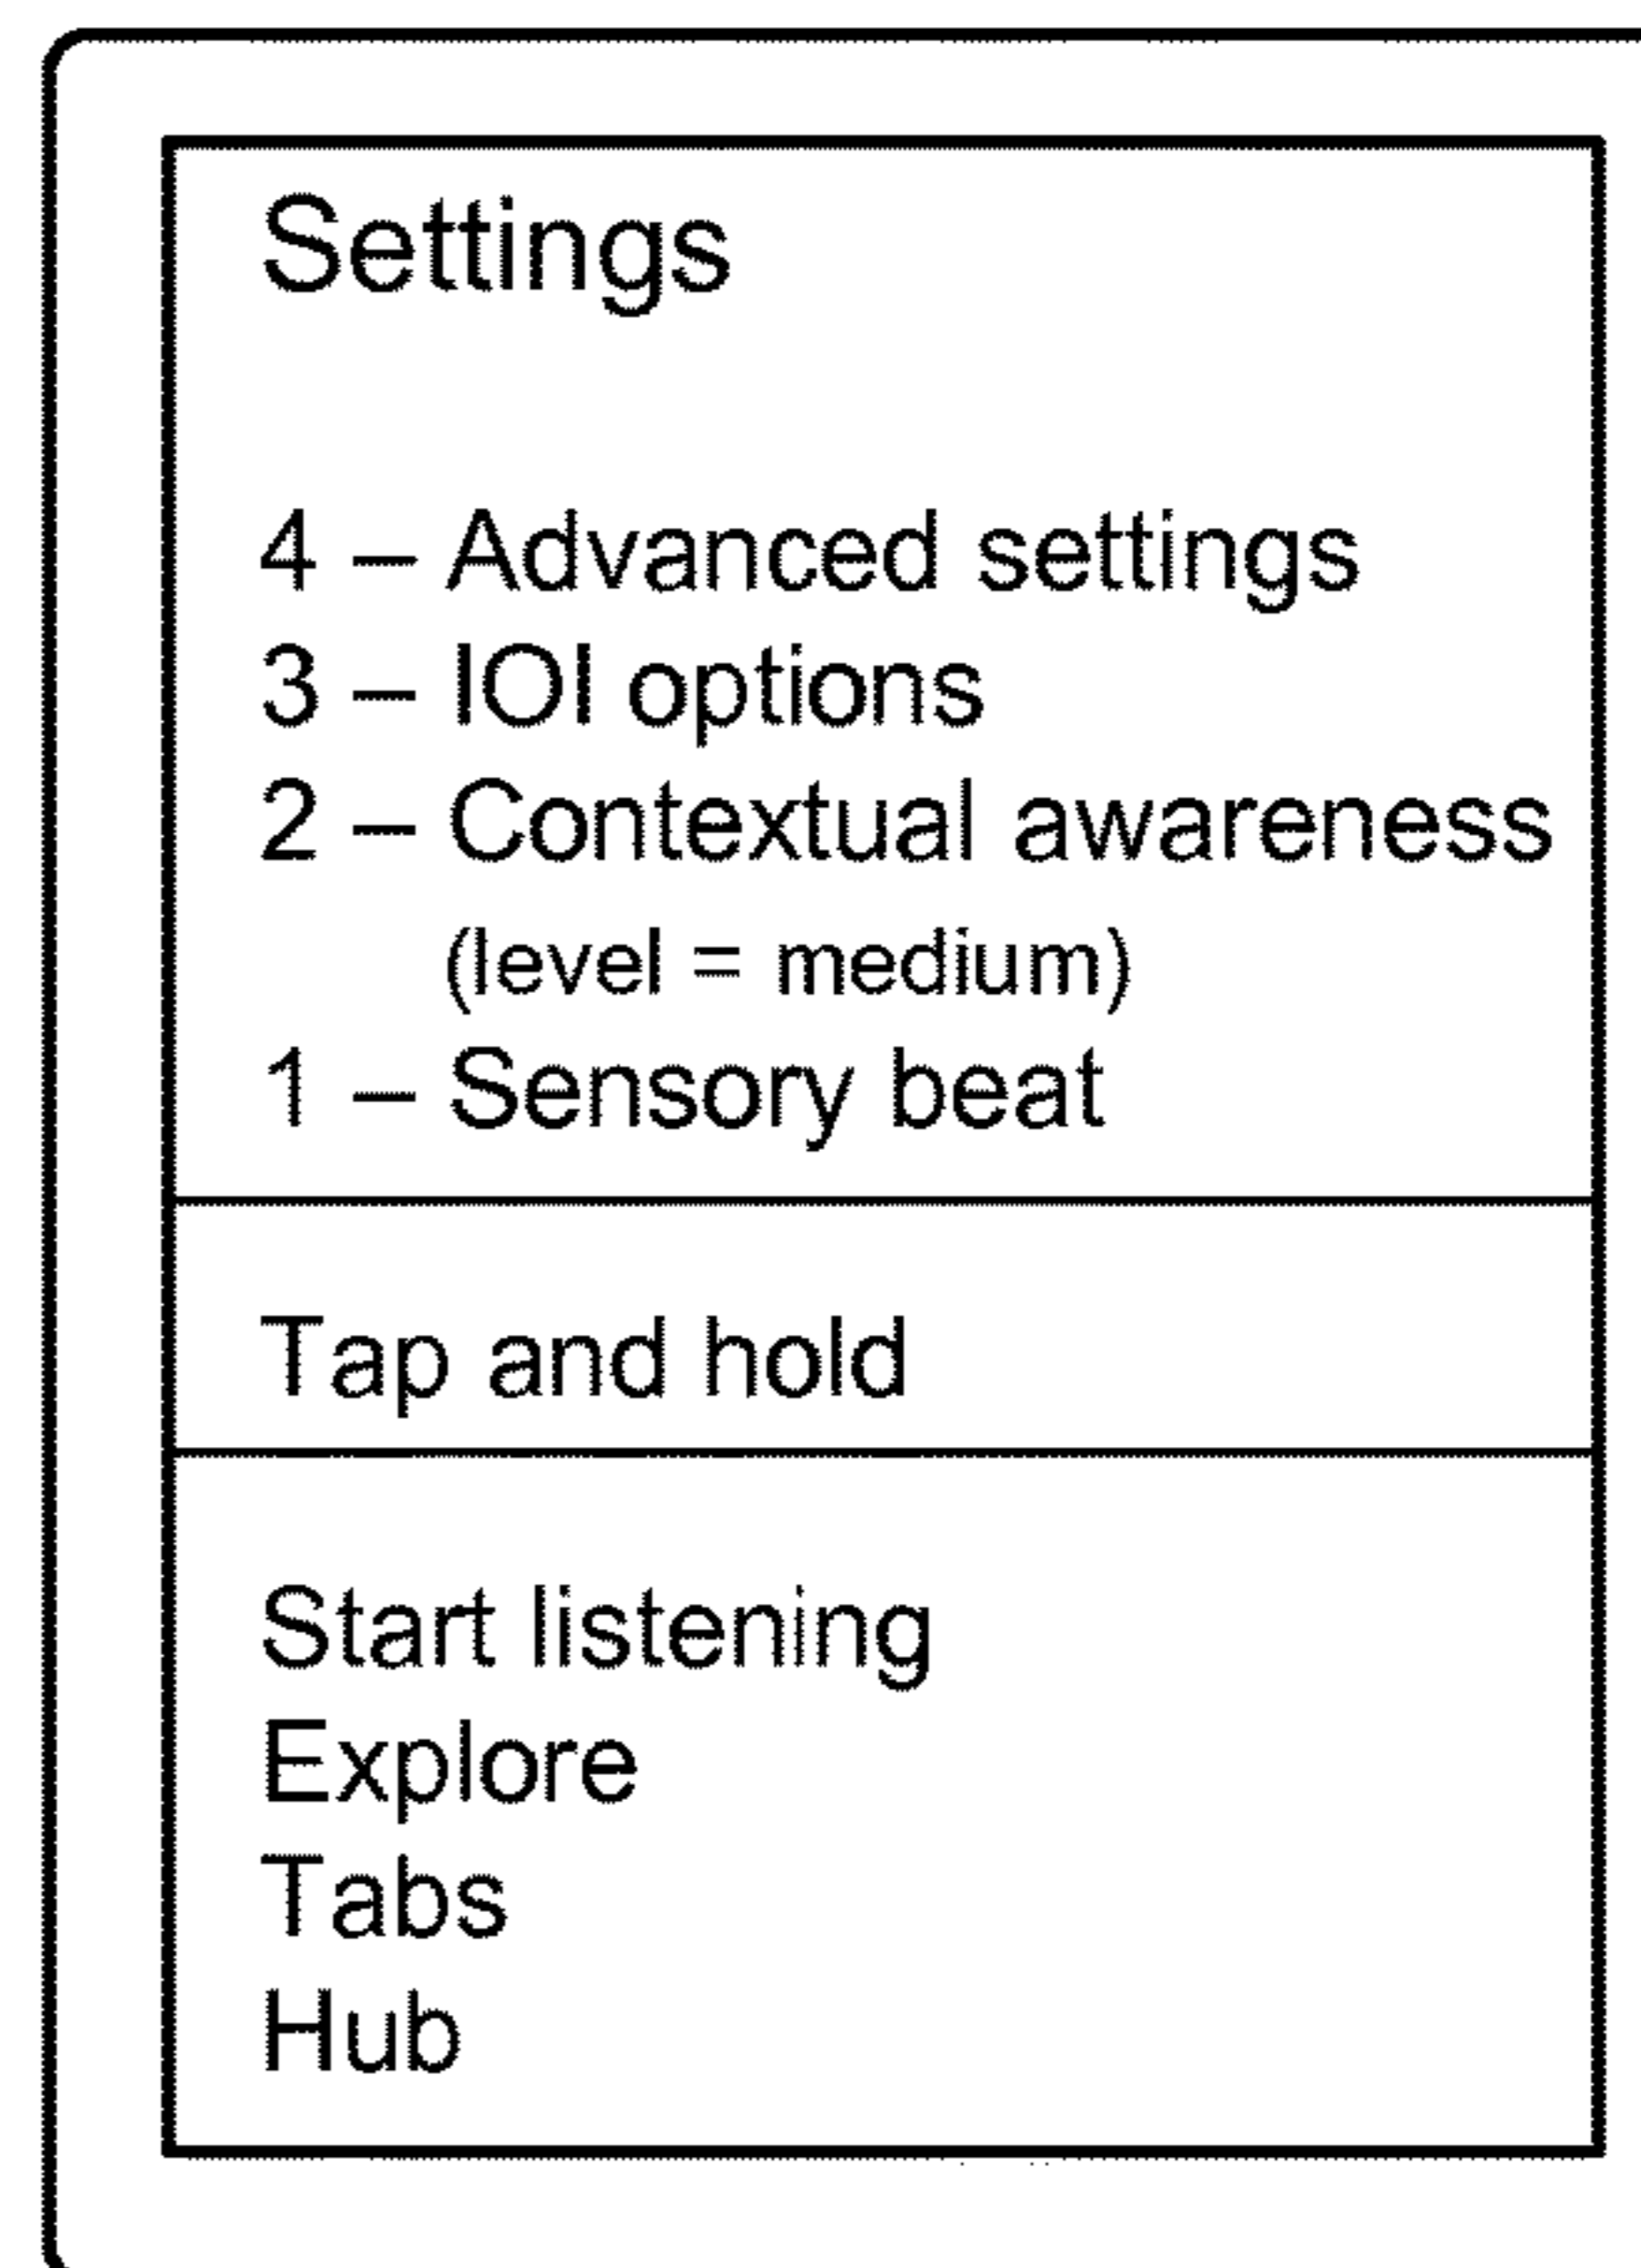 Settings
4 – Advanced settings
3 – IOI options
2 – Contextual awareness
(level = medium)
1 – Sensory beat
Tap and hold
Start listening
Explore
Tabs
Hub